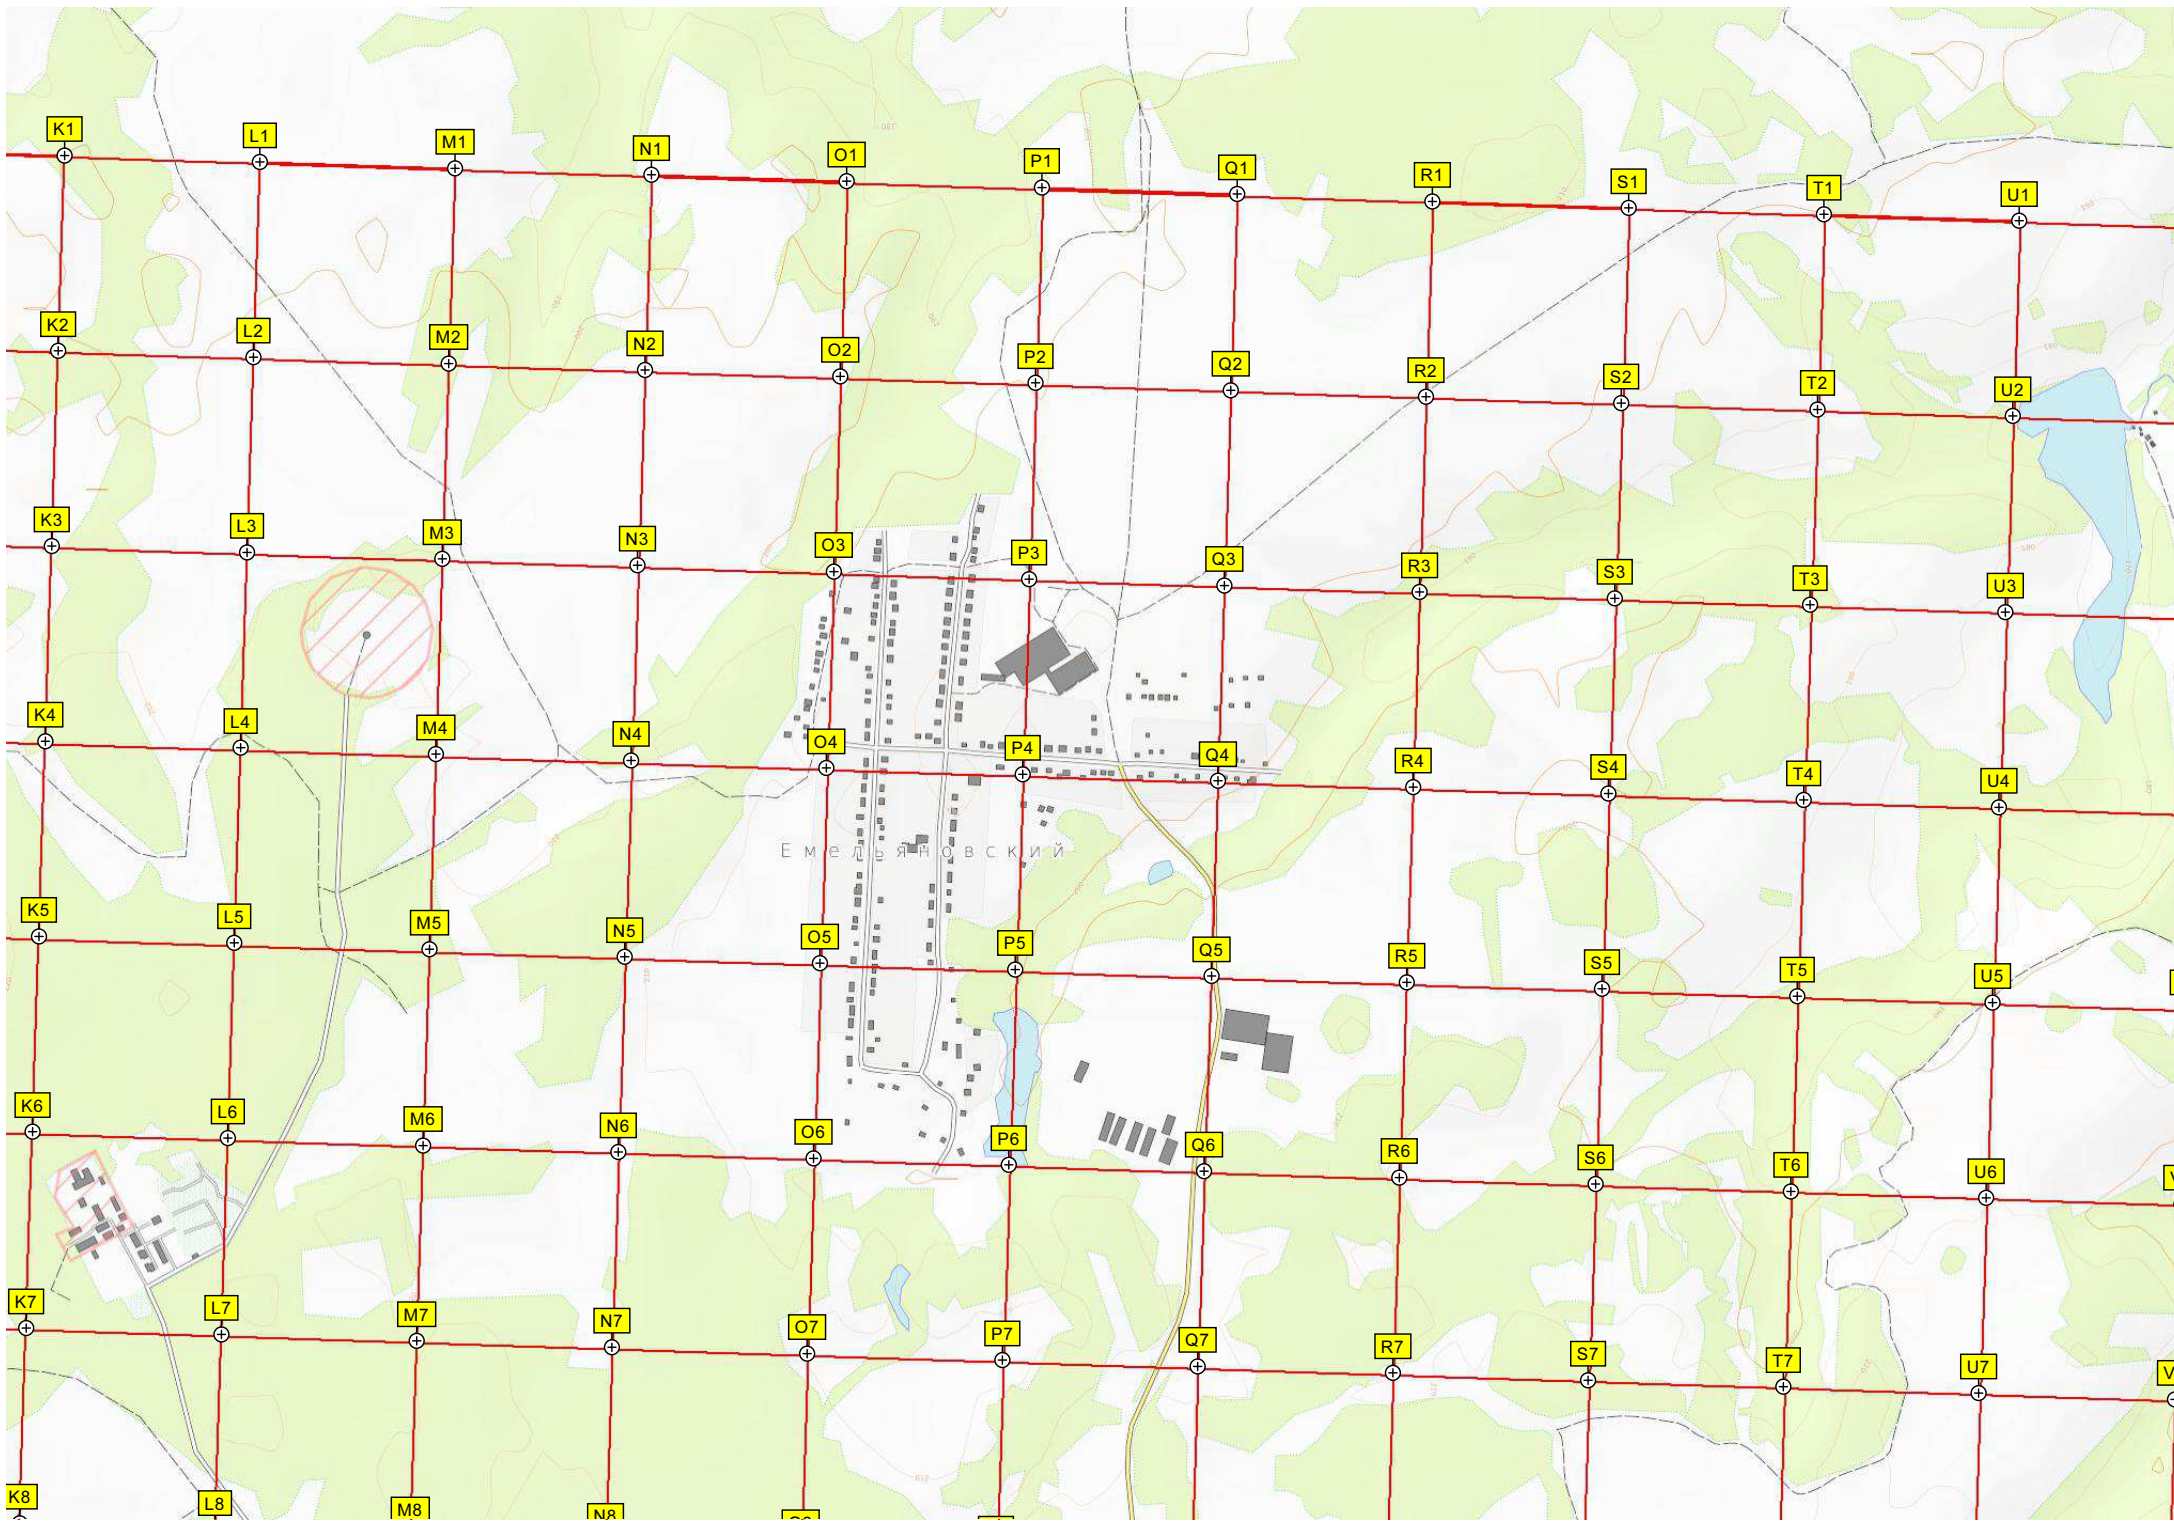 K1 L1 M1 N1 O1 P1 Q1 R1 S1 T1 U1
K2 L2 M2 N2 O2 P2 Q2 R2 S2 T2 U2
K3 L3 M3 N3 O3 P3 Q3 R3 S3 T3 U3
K4 L4 M4 N4 O4 P4 Q4 R4 S4 T4 U4
Емельяновский
K5 L5 M5 N5 O5 P5 Q5 R5 S5 T5 U5
K6 L6 M6 N6 O6 P6 Q6 R6 S6 T6 U6
K7 L7 M7 N7 O7 P7 Q7 R7 S7 T7 U7
K8 L8 M8 N8